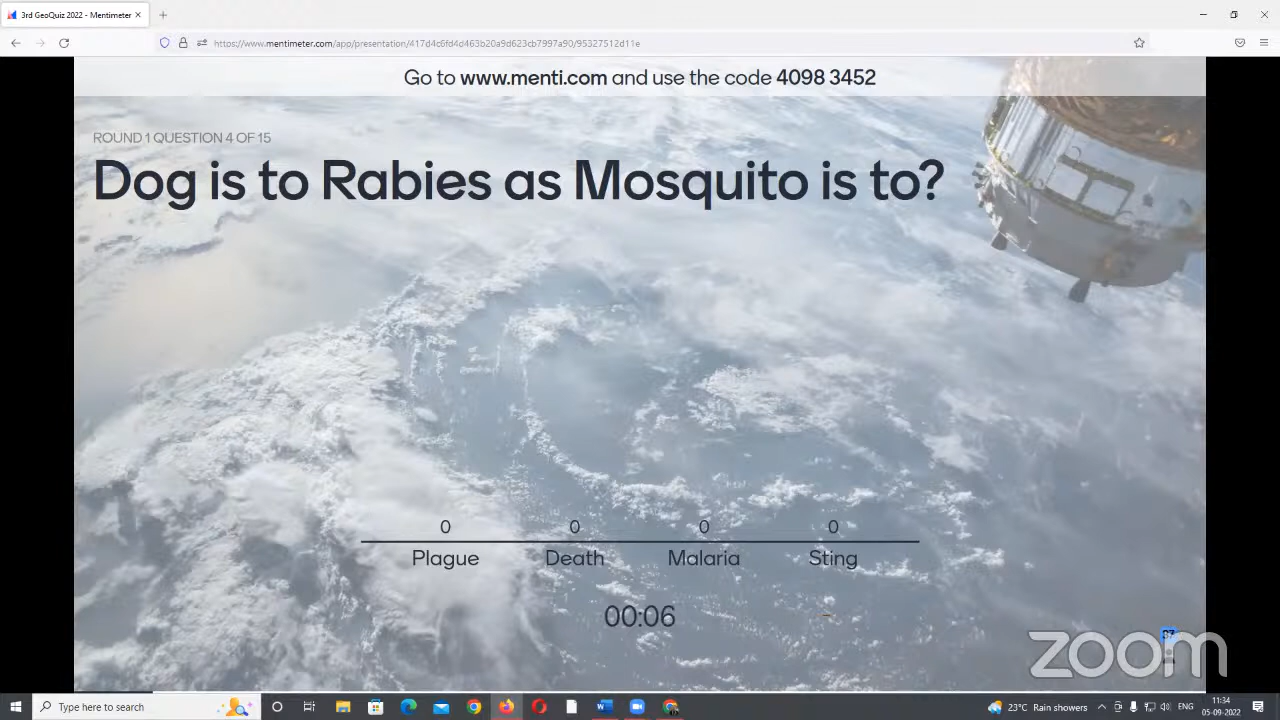 3rd GeoQuiz 2022 - Mentimeter
https://www.mentimeter.com/app/presentation/417d4c6fd4d463b20a9d623cb7997a2b/95327512d11e
Go to www.menti.com and use the code 4098 3452
ROUND 1 QUESTION 4 OF 15
Dog is to Rabies as Mosquito is to?
0 0 0 0
Plague Death Malaria Sting
00:06
zoom
Type here to search
23°C Rain showers
ENG
11:34
05-09-2022